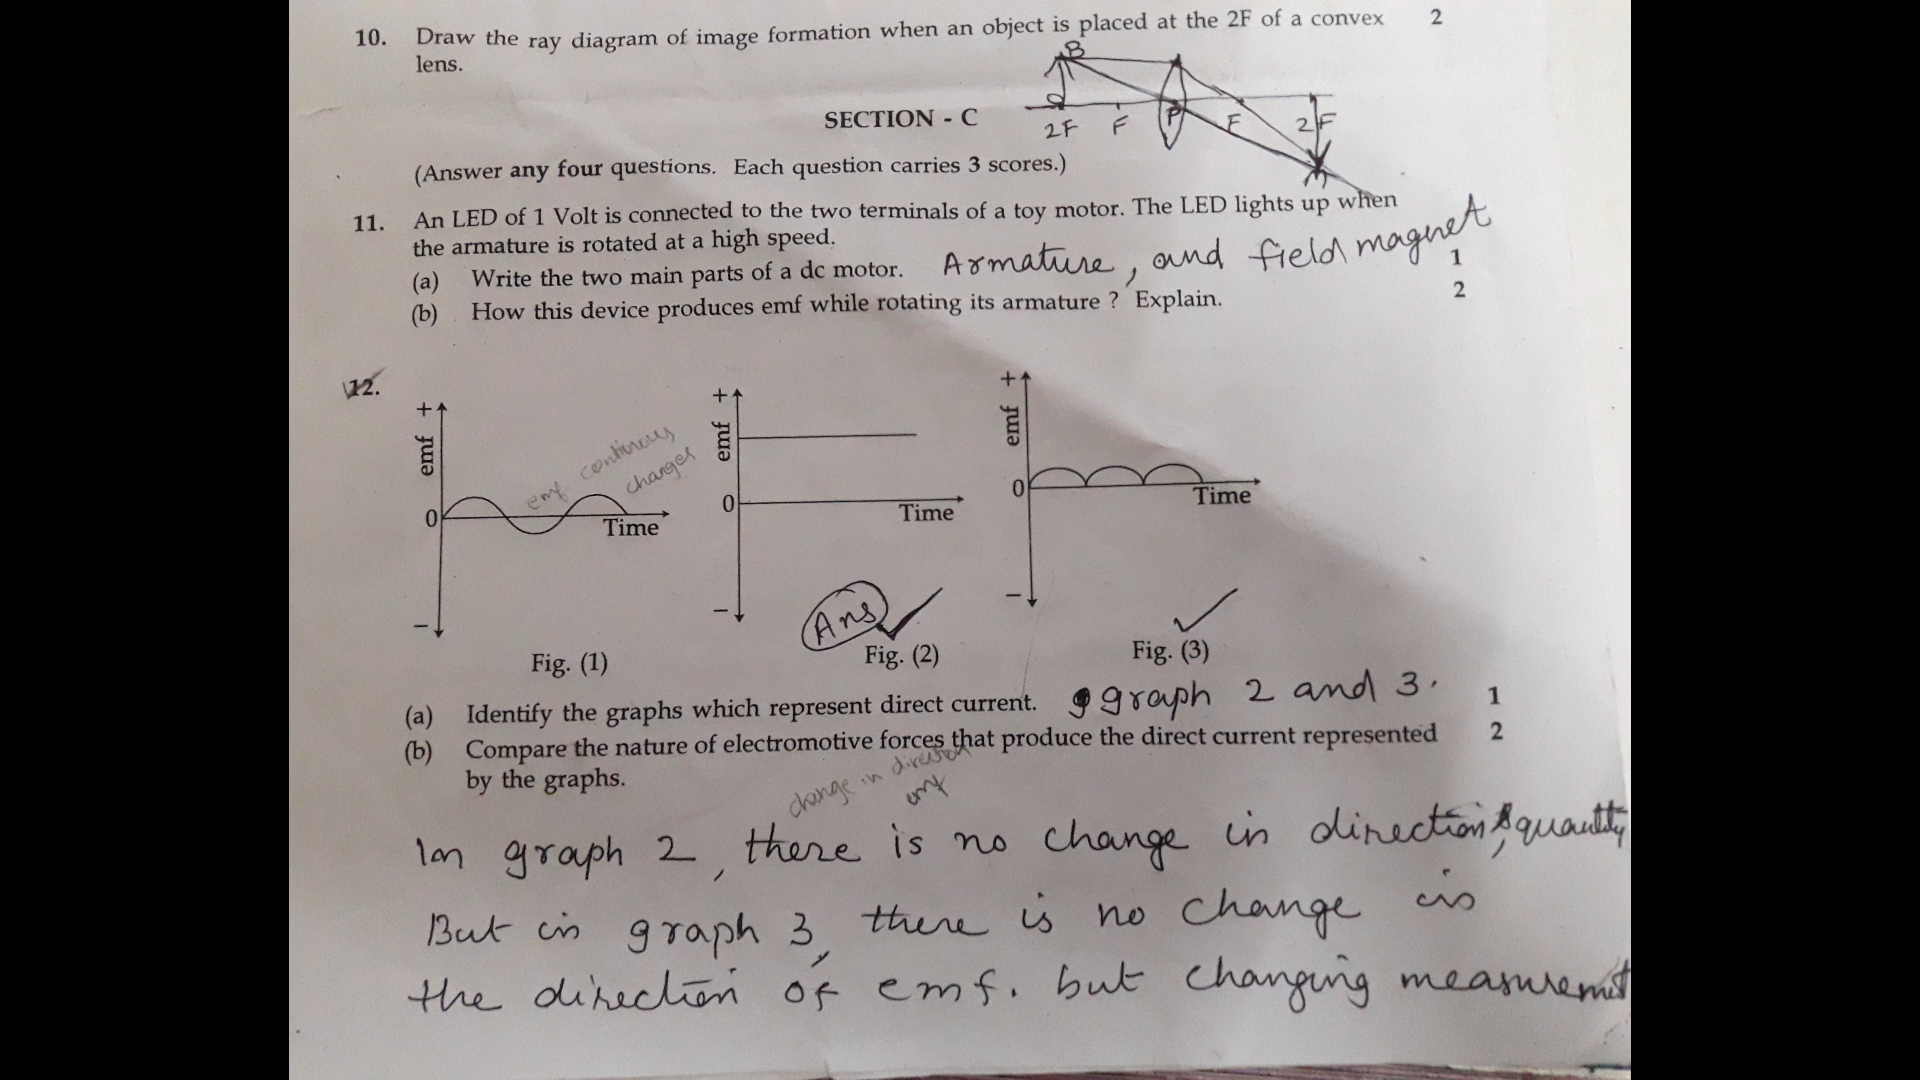 10. Draw the ray diagram of image formation when an object is placed at the 2F of a convex 2
lens.
B
2F F P F 2F
SECTION - C
(Answer any four questions. Each question carries 3 scores.)
11. An LED of 1 Volt is connected to the two terminals of a toy motor. The LED lights up when
the armature is rotated at a high speed.
(a) Write the two main parts of a dc motor. Armature, and field magnet 1
(b) How this device produces emf while rotating its armature ? Explain. 2
12.
+ emf 0 − Time
emf continous
changes
+ emf 0 − Time
+ emf 0 − Time
Ans
Fig. (1) Fig. (2) Fig. (3)
(a) Identify the graphs which represent direct current. graph 2 and 3. 1
(b) Compare the nature of electromotive forces that produce the direct current represented 2
by the graphs.
change in direction
emf
In graph 2, there is no change in direction, & quantity
But in graph 3, there is no change in
the direction of emf. but changing measuremnt